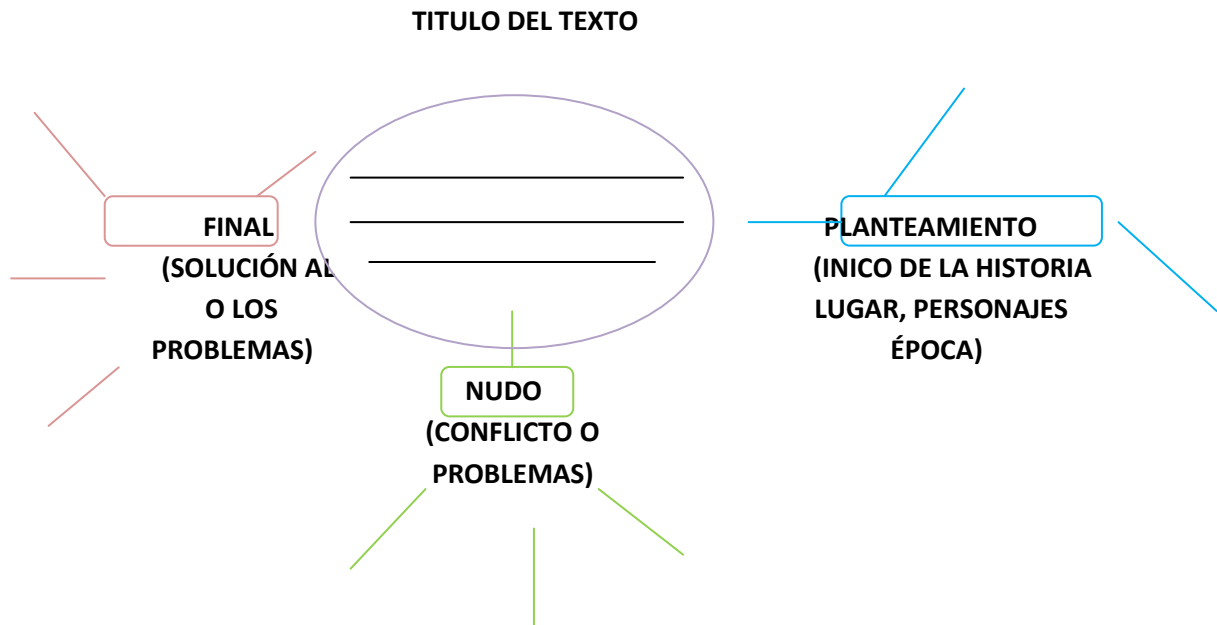 TITULO DEL TEXTO
FINAL
(SOLUCIÓN AL
O LOS
PROBLEMAS)
PLANTEAMIENTO
(INICO DE LA HISTORIA
LUGAR, PERSONAJES
ÉPOCA)
NUDO
(CONFLICTO O
PROBLEMAS)